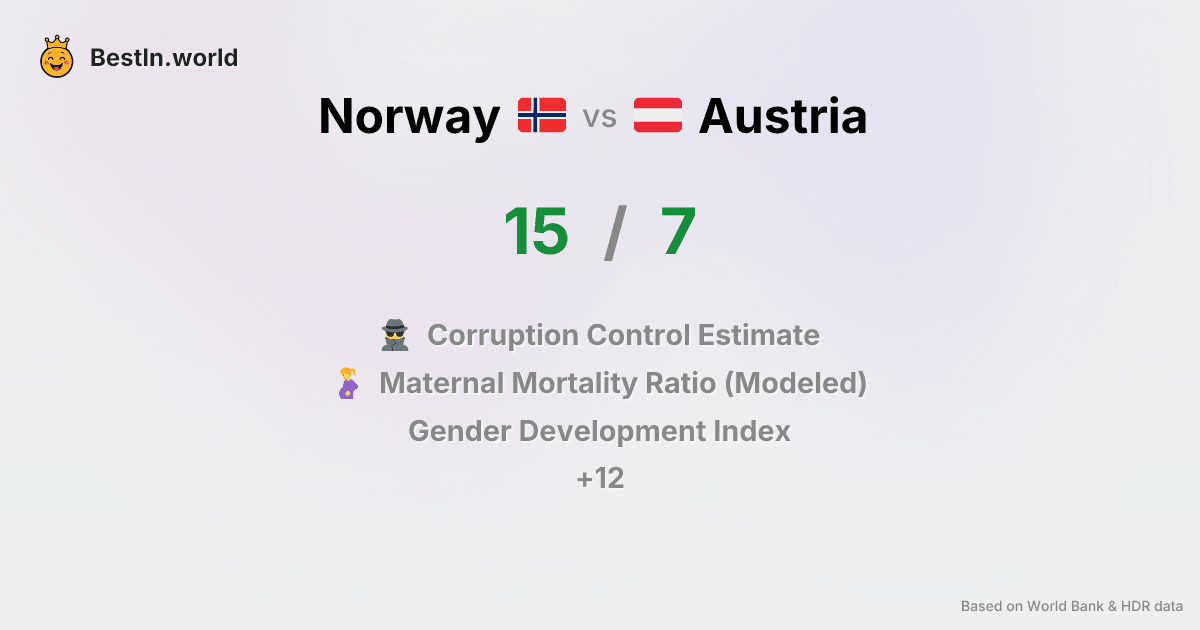 BestIn.world
Norway vs Austria
15 / 7
Corruption Control Estimate
Maternal Mortality Ratio (Modeled)
Gender Development Index
+12
Based on World Bank & HDR data